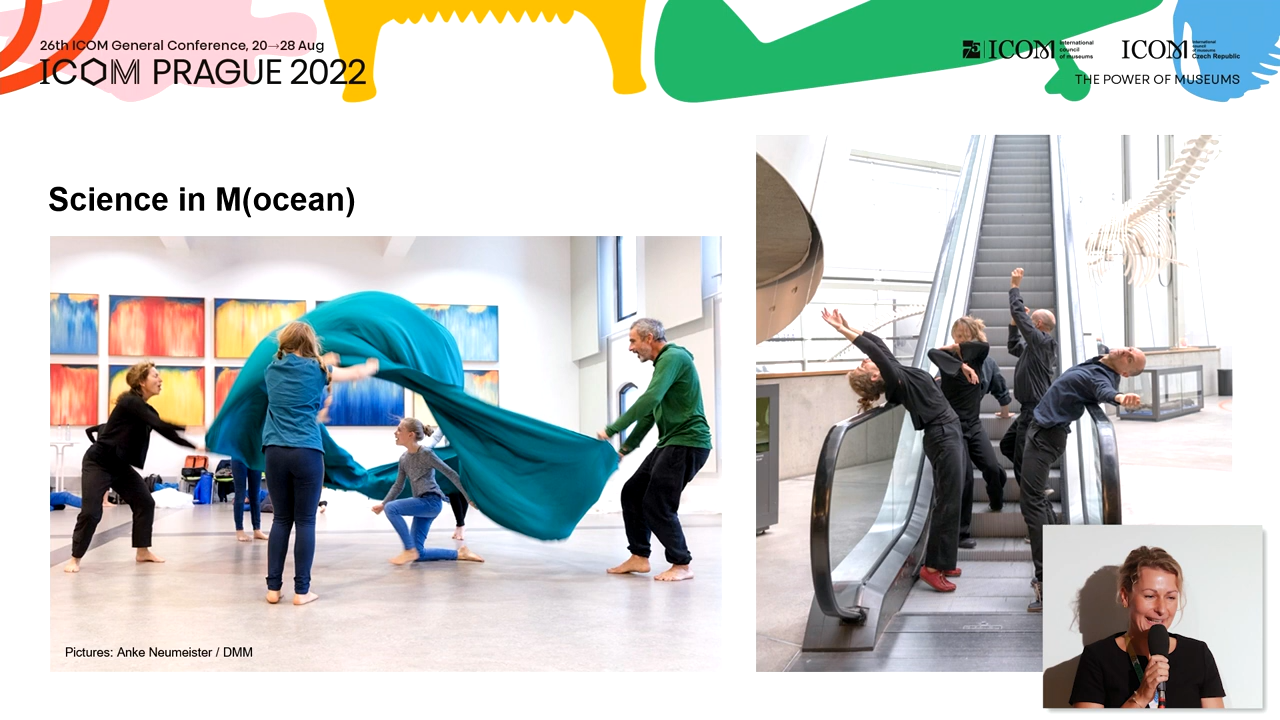 26th ICOM General Conference, 20→28 Aug
ICOM PRAGUE 2022
75 ICOM international council of museums
ICOM international council of museums Czech Republic
THE POWER OF MUSEUMS
Science in M(ocean)
Pictures: Anke Neumeister / DMM